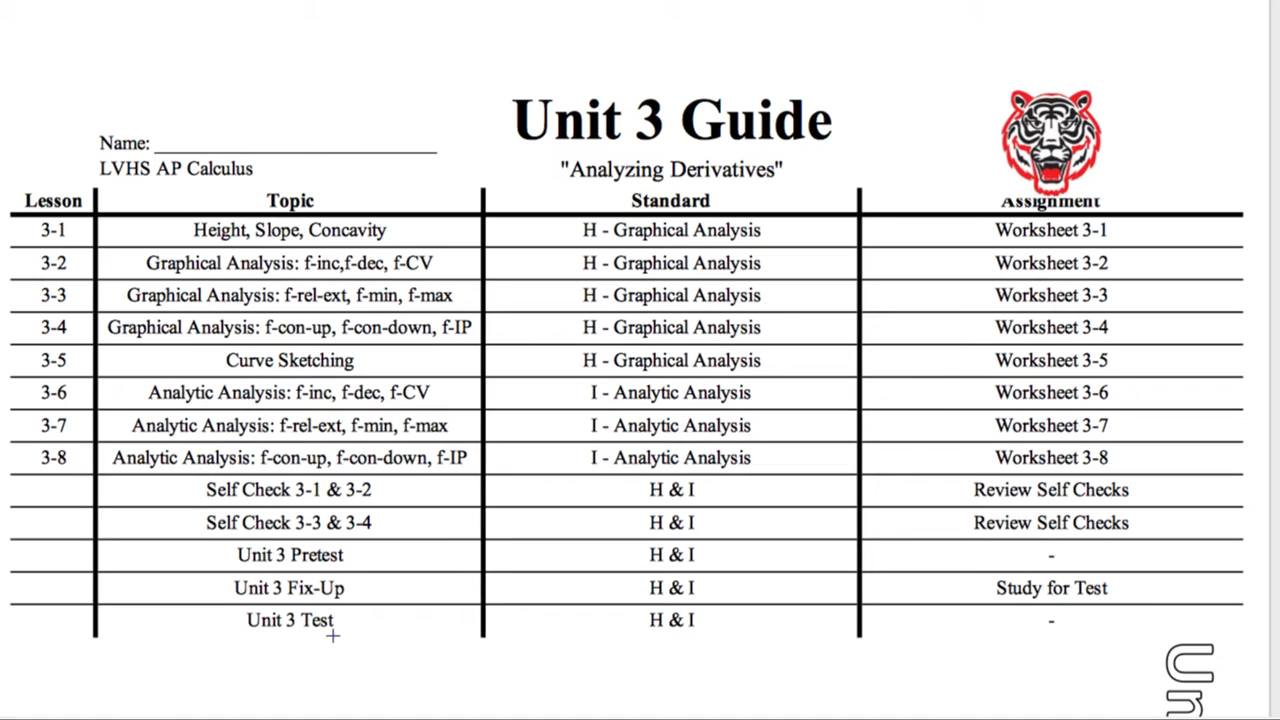 Unit 3 Guide
Name:
LVHS AP Calculus
"Analyzing Derivatives"
Lesson Topic Standard Assignment
3-1 Height, Slope, Concavity H - Graphical Analysis Worksheet 3-1
3-2 Graphical Analysis: f-inc,f-dec, f-CV H - Graphical Analysis Worksheet 3-2
3-3 Graphical Analysis: f-rel-ext, f-min, f-max H - Graphical Analysis Worksheet 3-3
3-4 Graphical Analysis: f-con-up, f-con-down, f-IP H - Graphical Analysis Worksheet 3-4
3-5 Curve Sketching H - Graphical Analysis Worksheet 3-5
3-6 Analytic Analysis: f-inc, f-dec, f-CV I - Analytic Analysis Worksheet 3-6
3-7 Analytic Analysis: f-rel-ext, f-min, f-max I - Analytic Analysis Worksheet 3-7
3-8 Analytic Analysis: f-con-up, f-con-down, f-IP I - Analytic Analysis Worksheet 3-8
Self Check 3-1 & 3-2 H & I Review Self Checks
Self Check 3-3 & 3-4 H & I Review Self Checks
Unit 3 Pretest H & I -
Unit 3 Fix-Up H & I Study for Test
Unit 3 Test H & I -